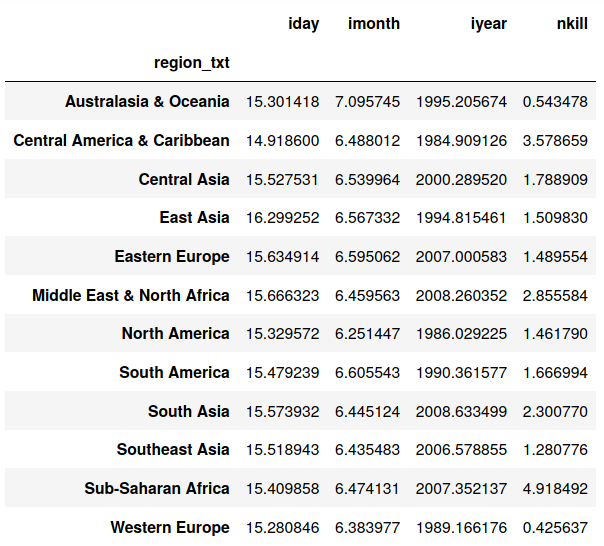 iday imonth iyear nkill
region_txt
Australasia & Oceania 15.301418 7.095745 1995.205674 0.543478
Central America & Caribbean 14.918600 6.488012 1984.909126 3.578659
Central Asia 15.527531 6.539964 2000.289520 1.788909
East Asia 16.299252 6.567332 1994.815461 1.509830
Eastern Europe 15.634914 6.595062 2007.000583 1.489554
Middle East & North Africa 15.666323 6.459563 2008.260352 2.855584
North America 15.329572 6.251447 1986.029225 1.461790
South America 15.479239 6.605543 1990.361577 1.666994
South Asia 15.573932 6.445124 2008.633499 2.300770
Southeast Asia 15.518943 6.435483 2006.578855 1.280776
Sub-Saharan Africa 15.409858 6.474131 2007.352137 4.918492
Western Europe 15.280846 6.383977 1989.166176 0.425637